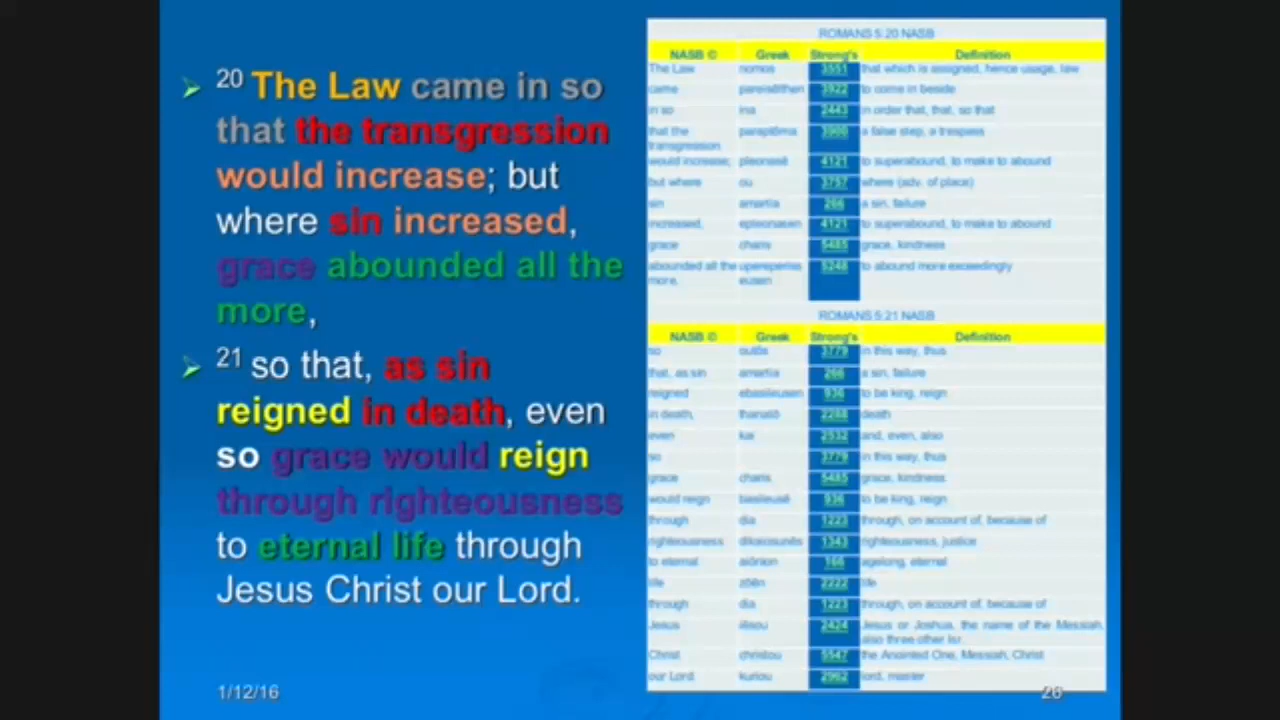 20 The Law came in so
that the transgression
would increase; but
where sin increased,
grace abounded all the
more,
21 so that, as sin
reigned in death, even
so grace would reign
through righteousness
to eternal life through
Jesus Christ our Lord.
ROMANS 5:20 NASB
NASB © Greek Strong's Definition
The Law nomos 3551 that which is assigned, hence usage, law
came pareisēlthen 3922 to come in beside
in so ina 2443 in order that, that, so that
that the transgression paraptōma 3900 a false step, a trespass
would increase; pleonasē 4121 to superabound, to make to abound
but where ou 3757 where (adv. of place)
sin amartia 266 a sin, failure
increased, epleonasen 4121 to superabound, to make to abound
grace charis 5485 grace, kindness
abounded all the more, upereperisseusen 5248 to abound more exceedingly
ROMANS 5:21 NASB
NASB © Greek Strong's Definition
so outōs 3779 in this way, thus
that, as sin amartia 266 a sin, failure
reigned ebasileusen 936 to be king, reign
in death, thanatō 2288 death
even kai 2532 and, even, also
so 3779 in this way, thus
grace charis 5485 grace, kindness
would reign basileusē 936 to be king, reign
through dia 1223 through, on account of, because of
righteousness dikaiosunēs 1343 righteousness, justice
to eternal aiōnion 166 agelong, eternal
life zōēn 2222 life
through dia 1223 through, on account of, because of
Jesus iēsou 2424 Jesus or Joshua, the name of the Messiah,
also three other Isr.
Christ christou 5547 the Anointed One, Messiah, Christ
our Lord. kuriou 2962 lord, master
1/12/16
26